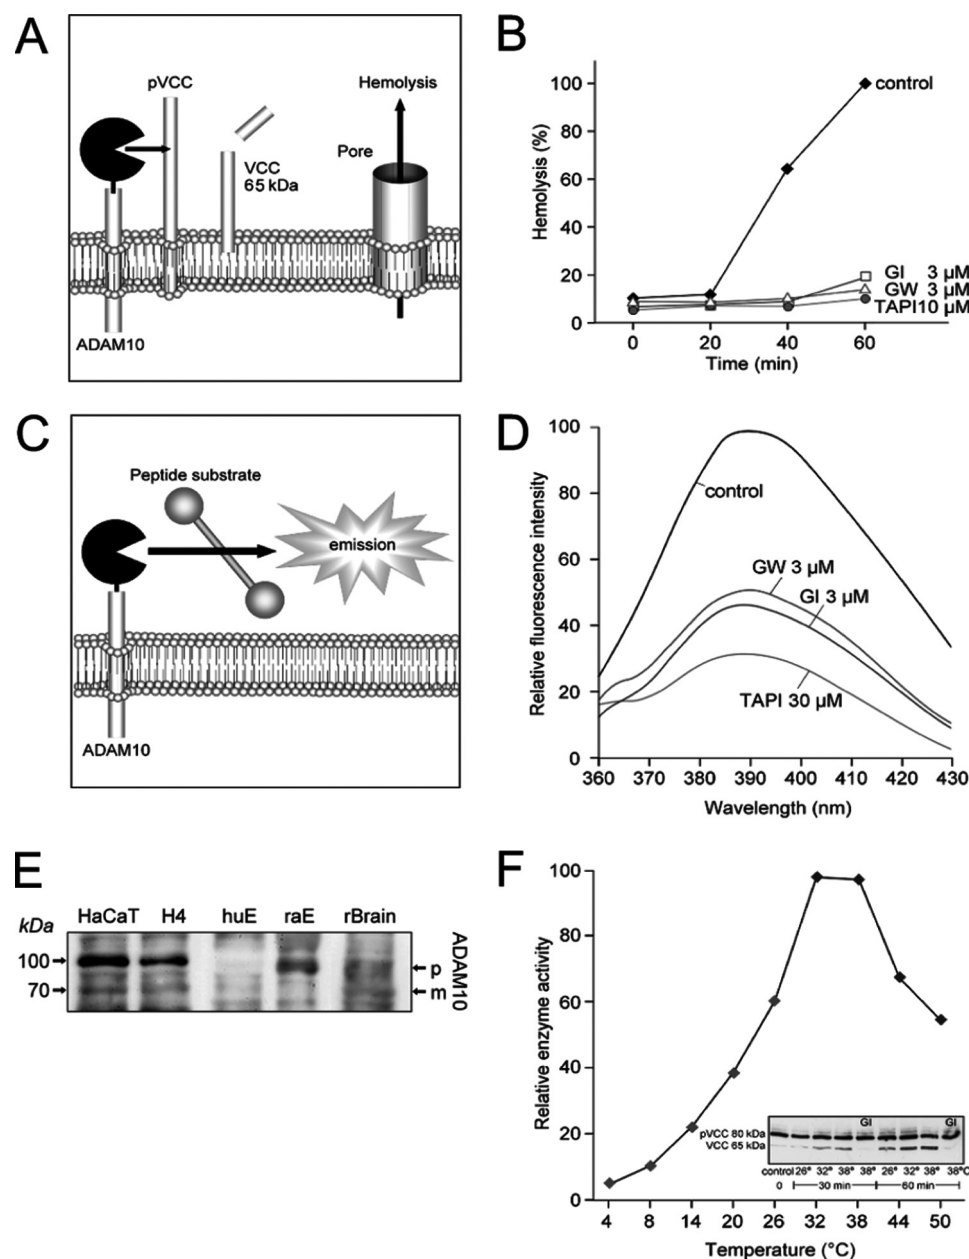 A
pVCC
Hemolysis
VCC
65 kDa
Pore
ADAM10
B
Hemolysis (%)
100
80
60
40
20
0
control
GI 3 µM
GW 3 µM
TAPI10 µM
0 20 40 60
Time (min)
C
Peptide substrate
emission
ADAM10
D
Relative fluorescence intensity
100
80
60
40
20
0
control
GW 3 µM
GI 3 µM
TAPI 30 µM
360 370 380 390 400 410 420 430
Wavelength (nm)
E
kDa
HaCaT H4 huE raE rBrain
100
70
p
m
ADAM10
F
Relative enzyme activity
100
80
60
40
20
0
GI GI
pVCC 80 kDa
VCC 65 kDa
control 26° 32° 38° 38° 26° 32° 38° 38°C
0 30 min 60 min
4 8 14 20 26 32 38 44 50
Temperature (°C)